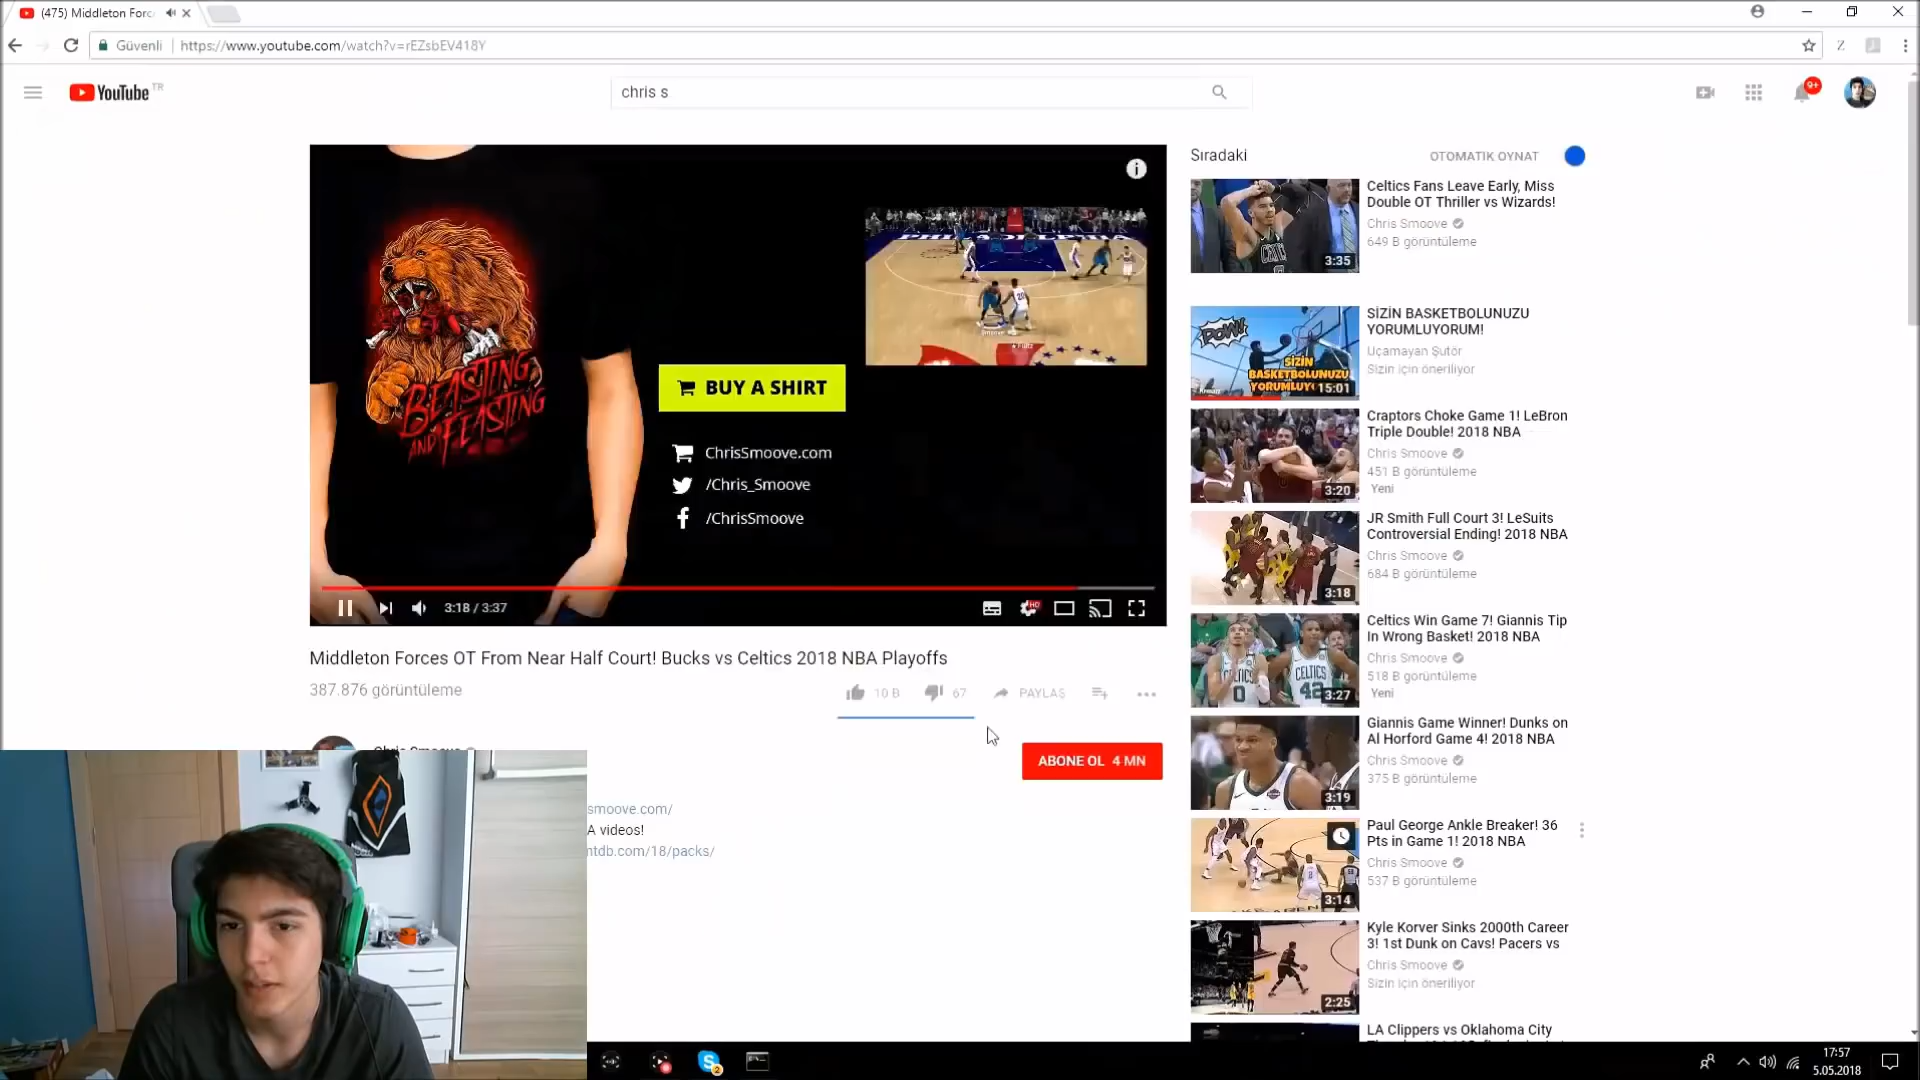 (475) Middleton Forc
Güvenli
https://www.youtube.com/watch?v=rEZsbEV418Y
YouTube TR
chris s
9+
BEASTING
AND FEASTING
BUY A SHIRT
ChrisSmoove.com
/Chris_Smoove
/ChrisSmoove
3:18 / 3:37
HD
Middleton Forces OT From Near Half Court! Bucks vs Celtics 2018 NBA Playoffs
387.876 görüntüleme
10 B
67
PAYLAŞ
Chris Smoove
ABONE OL 4 MN
smoove.com/
A videos!
ntdb.com/18/packs/
Sıradaki
OTOMATİK OYNAT
Celtics Fans Leave Early, Miss
Double OT Thriller vs Wizards!
Chris Smoove
649 B görüntüleme
3:35
POW!
SİZİN
BASKETBOLUNUZU
YORUMLUY
15:01
SİZİN BASKETBOLUNUZU
YORUMLUYORUM!
Uçamayan Şutör
Sizin için öneriliyor
Craptors Choke Game 1! LeBron
Triple Double! 2018 NBA
Chris Smoove
451 B görüntüleme
Yeni
3:20
JR Smith Full Court 3! LeSuits
Controversial Ending! 2018 NBA
Chris Smoove
684 B görüntüleme
3:18
Celtics Win Game 7! Giannis Tip
In Wrong Basket! 2018 NBA
Chris Smoove
518 B görüntüleme
Yeni
CELTICS
0
CELTICS
42
3:27
Giannis Game Winner! Dunks on
Al Horford Game 4! 2018 NBA
Chris Smoove
375 B görüntüleme
3:19
Paul George Ankle Breaker! 36
Pts in Game 1! 2018 NBA
Chris Smoove
537 B görüntüleme
3:14
Kyle Korver Sinks 2000th Career
3! 1st Dunk on Cavs! Pacers vs
Chris Smoove
Sizin için öneriliyor
2:25
LA Clippers vs Oklahoma City
17:57
5.05.2018